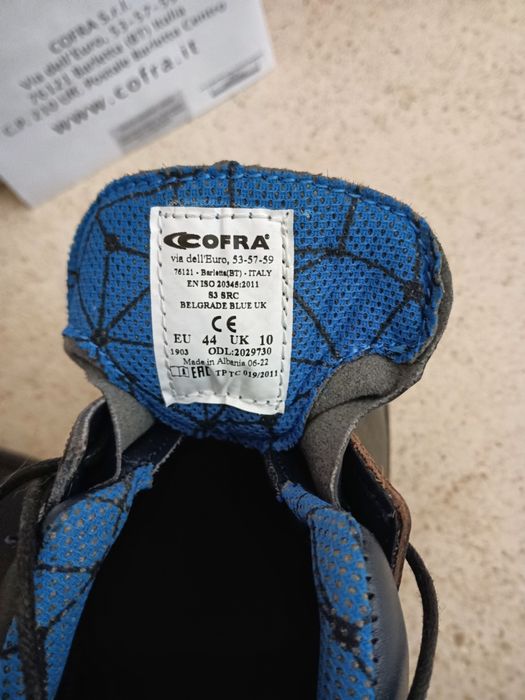 COFRA S.r.l.
Via dell'Euro, 53-57-59
76121 Barletta (BT) Italia
C.P. 210 Uff. Postale Barletta Centro
www.cofra.it
COFRA®
via dell'Euro, 53-57-59
76121 - Barletta(BT) - ITALY
EN ISO 20345:2011
S3 SRC
BELGRADE BLUE UK
CE
EU 44 UK 10
1903 ODL:2029730
Made in Albania 06-22
i EAC TP TC 019/2011